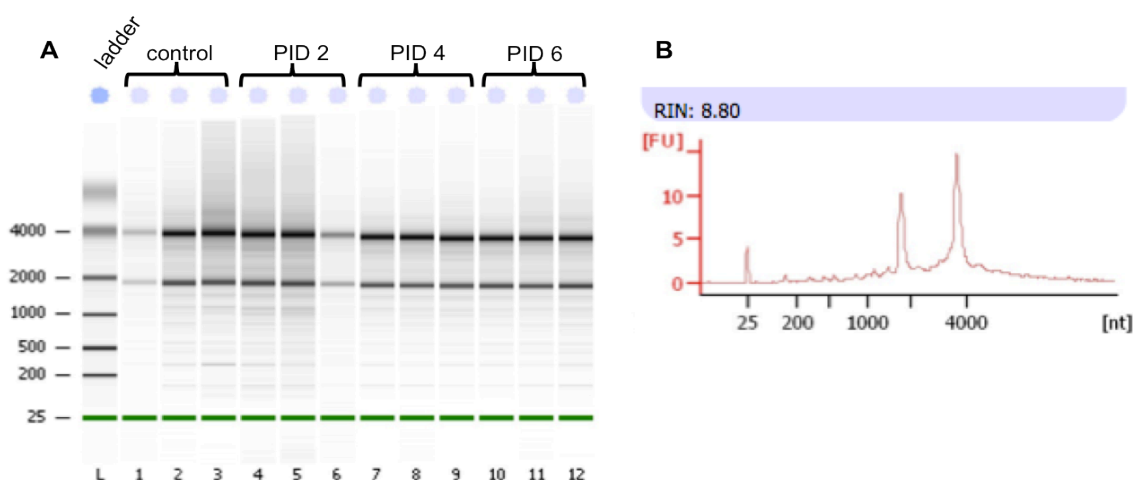 A
ladder
control
PID 2
PID 4
PID 6
4000
2000
1000
500
200
25
L 1 2 3 4 5 6 7 8 9 10 11 12
B
RIN: 8.80
[FU]
10
5
0
25 200 1000 4000 [nt]